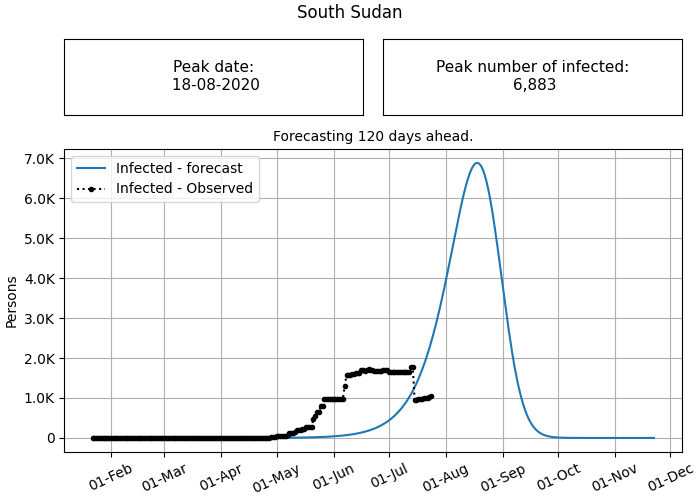 South Sudan
Peak date:
18-08-2020
Peak number of infected:
6,883
Forecasting 120 days ahead.
Infected - forecast
Infected - Observed
Persons
7.0K
6.0K
5.0K
4.0K
3.0K
2.0K
1.0K
0
01-Feb
01-Mar
01-Apr
01-May
01-Jun
01-Jul
01-Aug
01-Sep
01-Oct
01-Nov
01-Dec